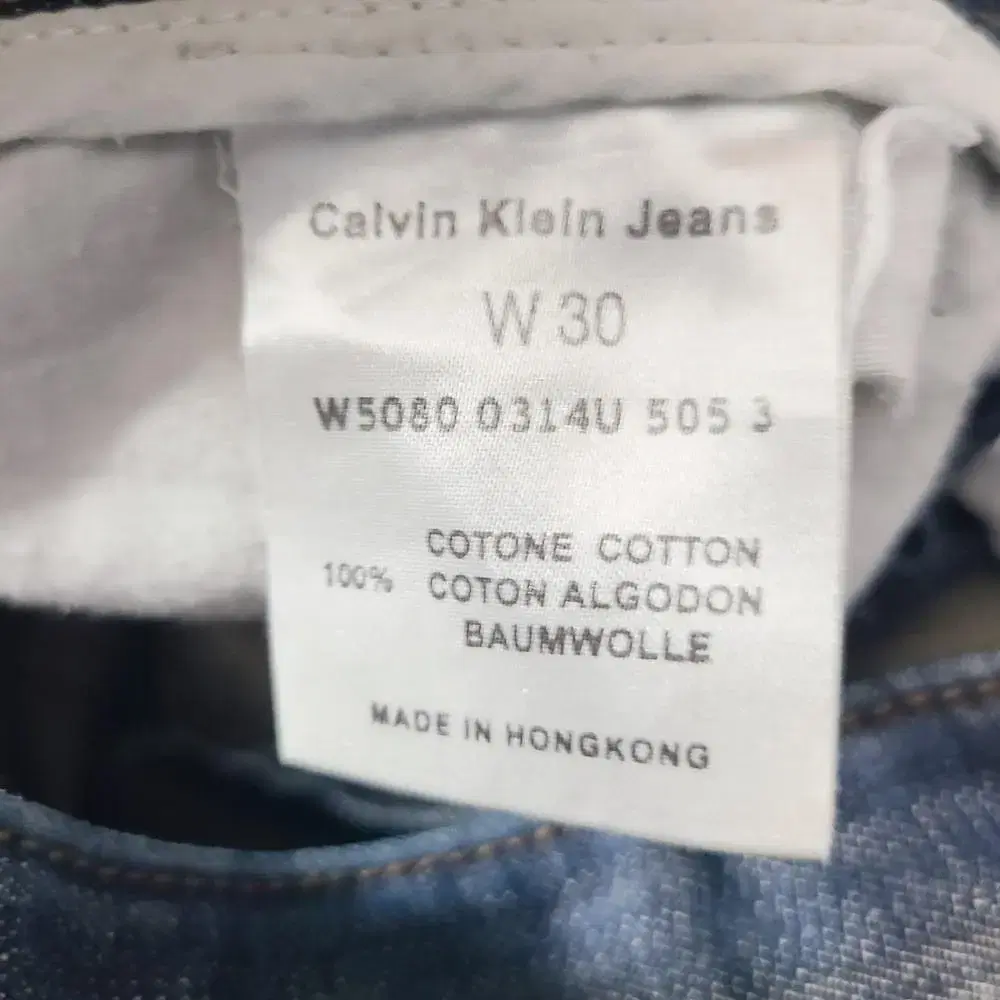 Calvin Klein Jeans
W 30
W5080 0314U 505 3
COTONE COTTON
100% COTON ALGODON
BAUMWOLLE
MADE IN HONGKONG